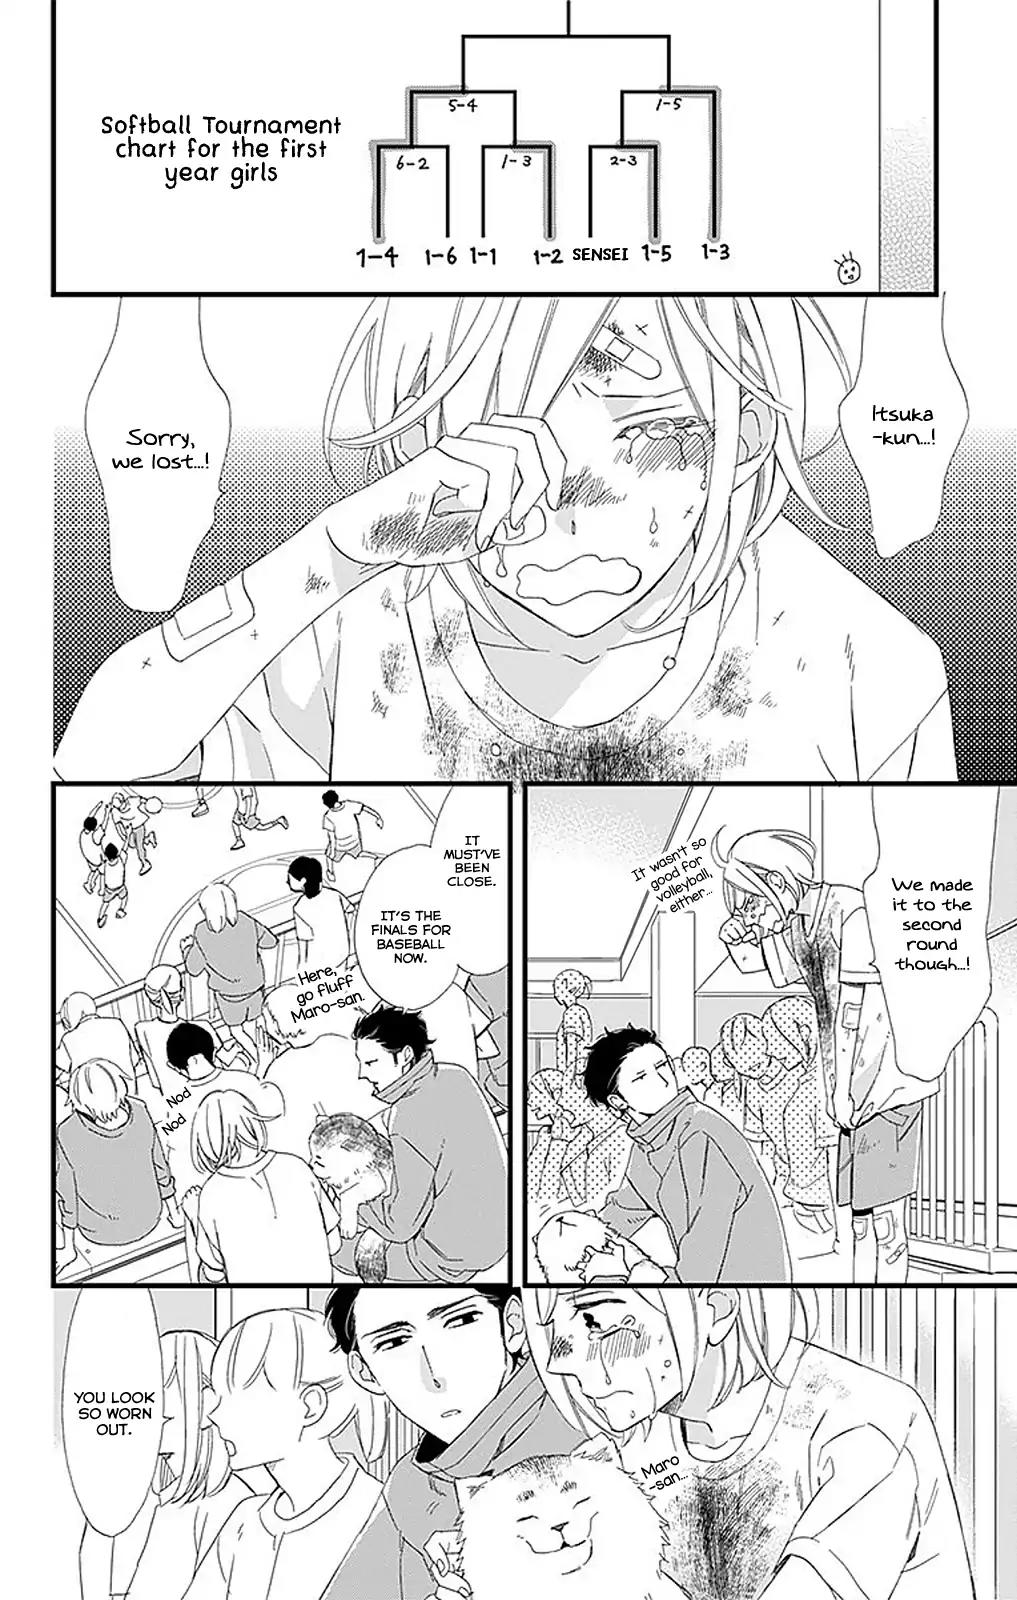 Softball Tournament
chart for the first
year girls
5-4
1-5
6-2
1-3
2-3
1-4
1-6
1-1
1-2
SENSEI
1-5
1-3
Itsuka
-kun...!
Sorry,
we lost...!
We made
it to the
second
round
though...!
It wasn't so
good for
volleyball,
either...
IT
MUST'VE
BEEN
CLOSE.
IT'S THE
FINALS FOR
BASEBALL
NOW.
Here,
go fluff
Maro-san.
Nod
Nod
Maro
-san...
YOU LOOK
SO WORN
OUT.